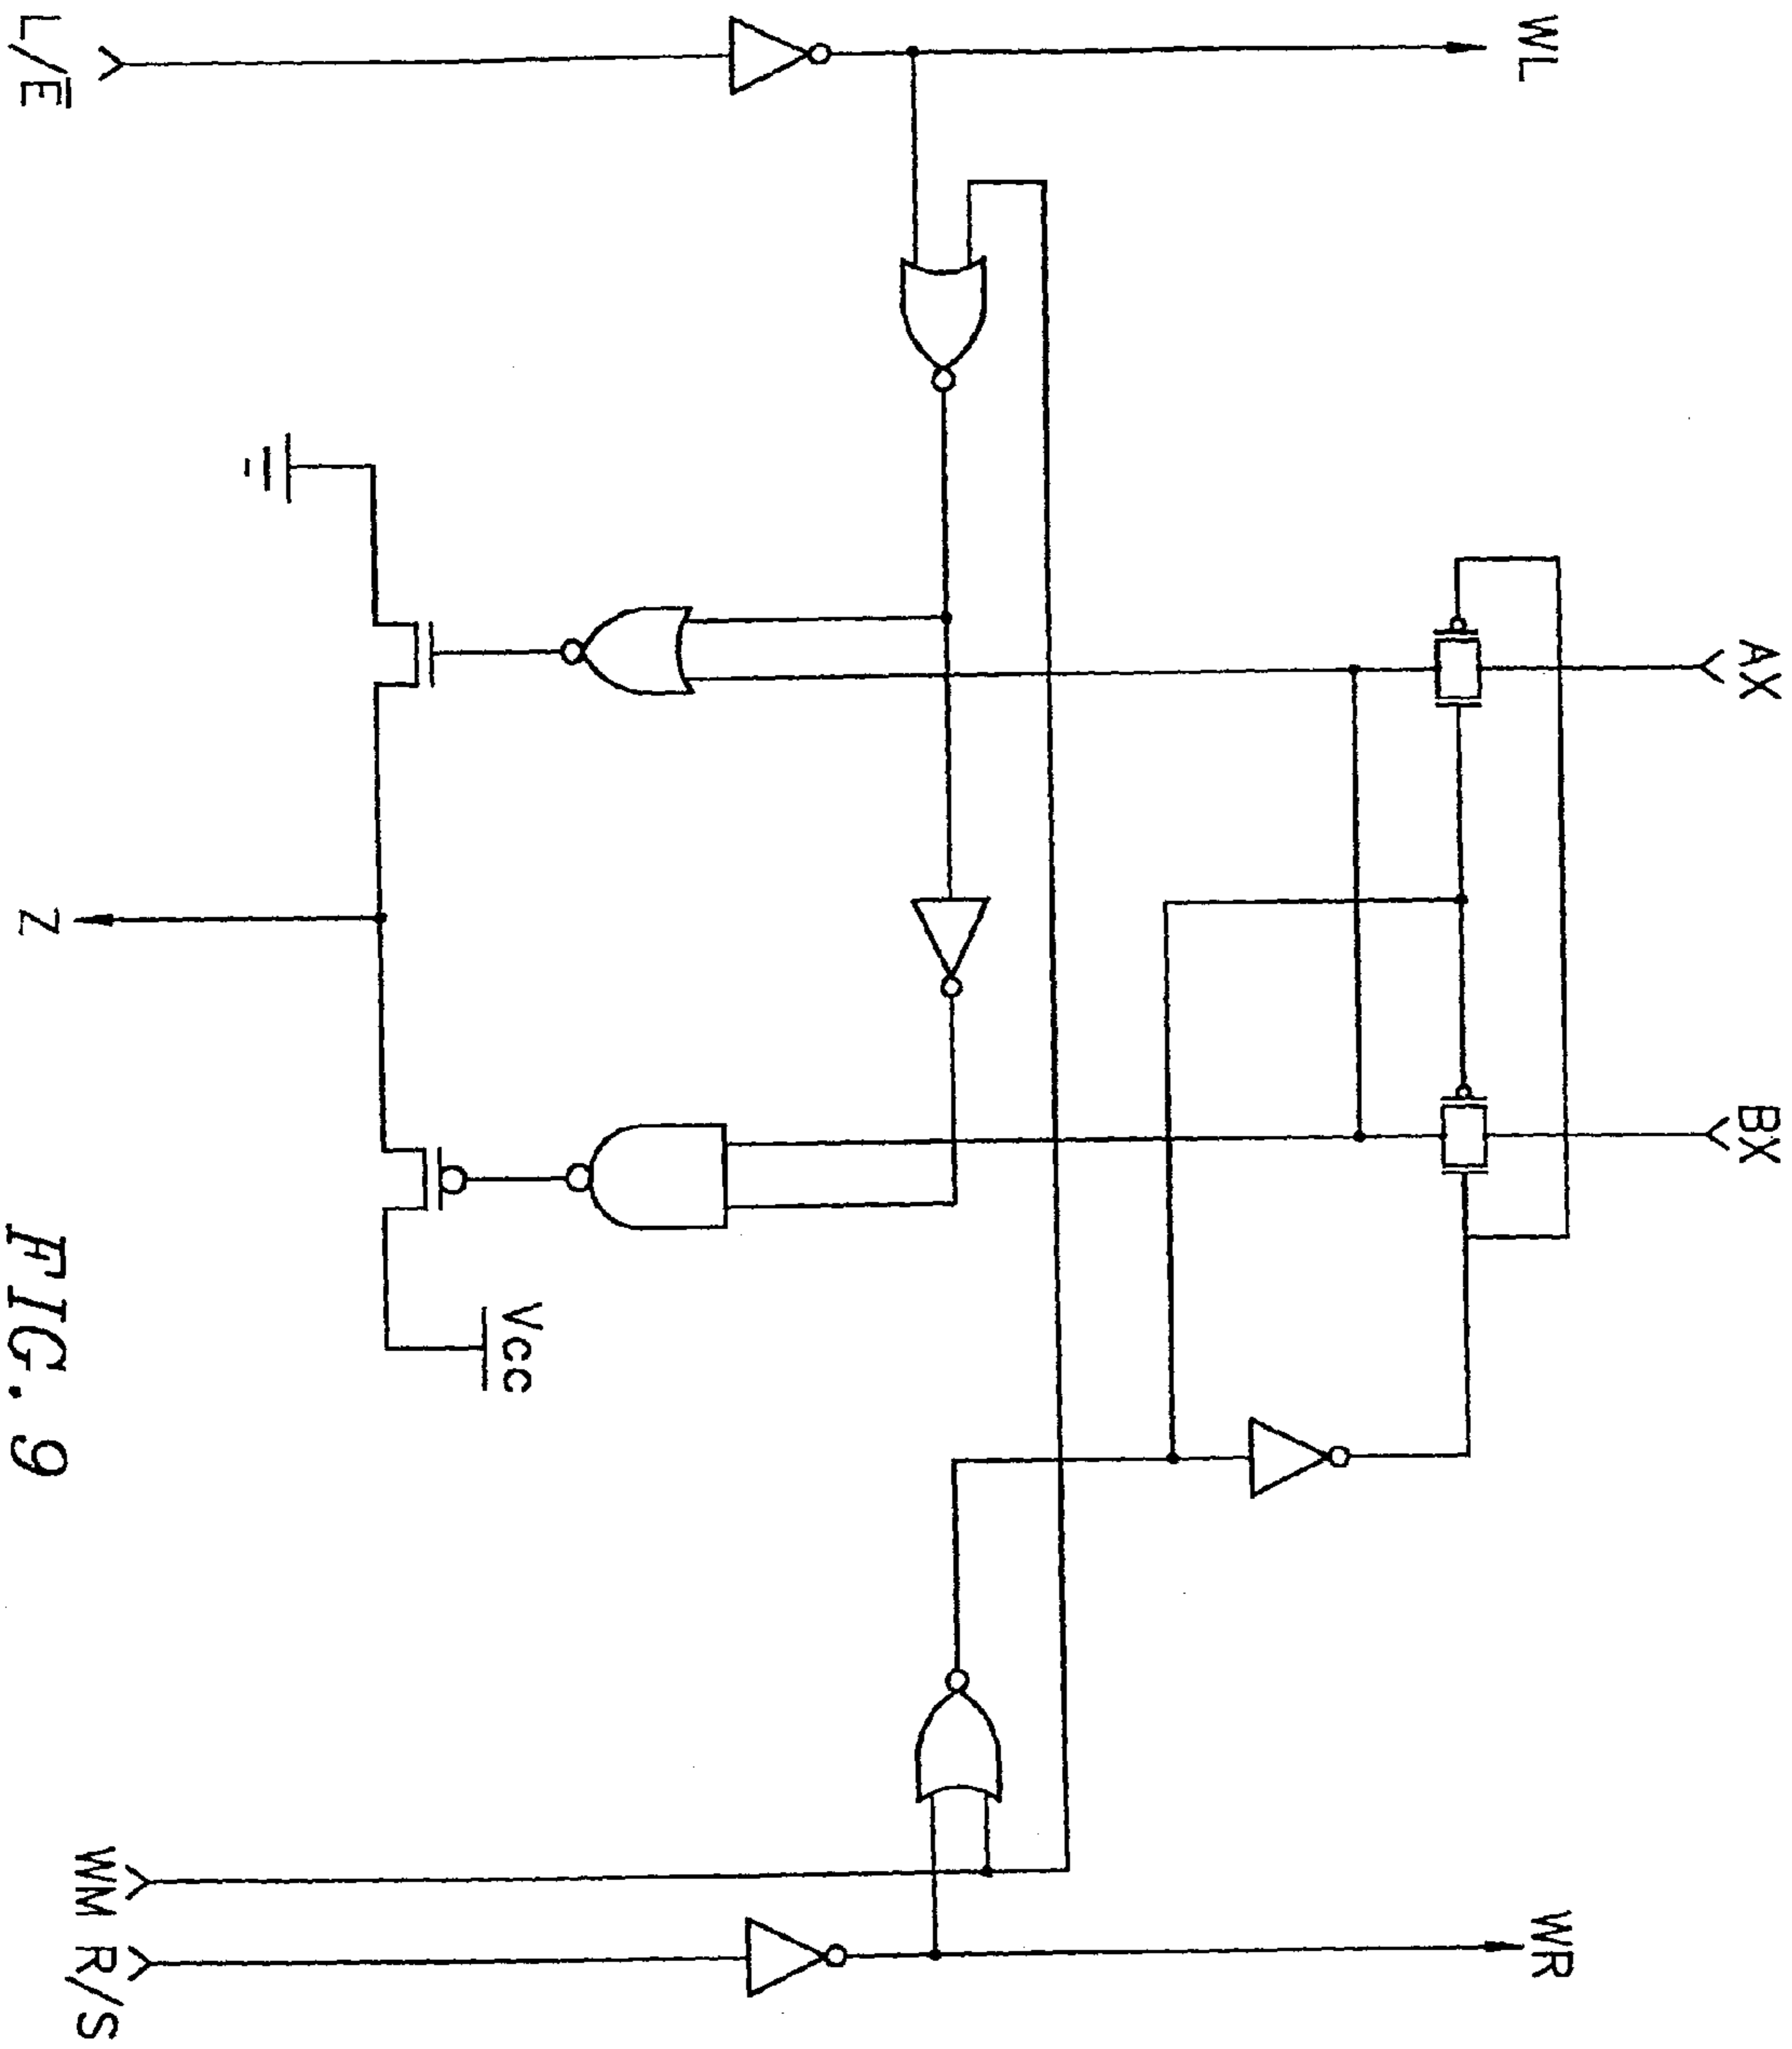 WL
AX
BX
WR
Vcc
L/E̅
Z
WM
R/S
FIG. 9